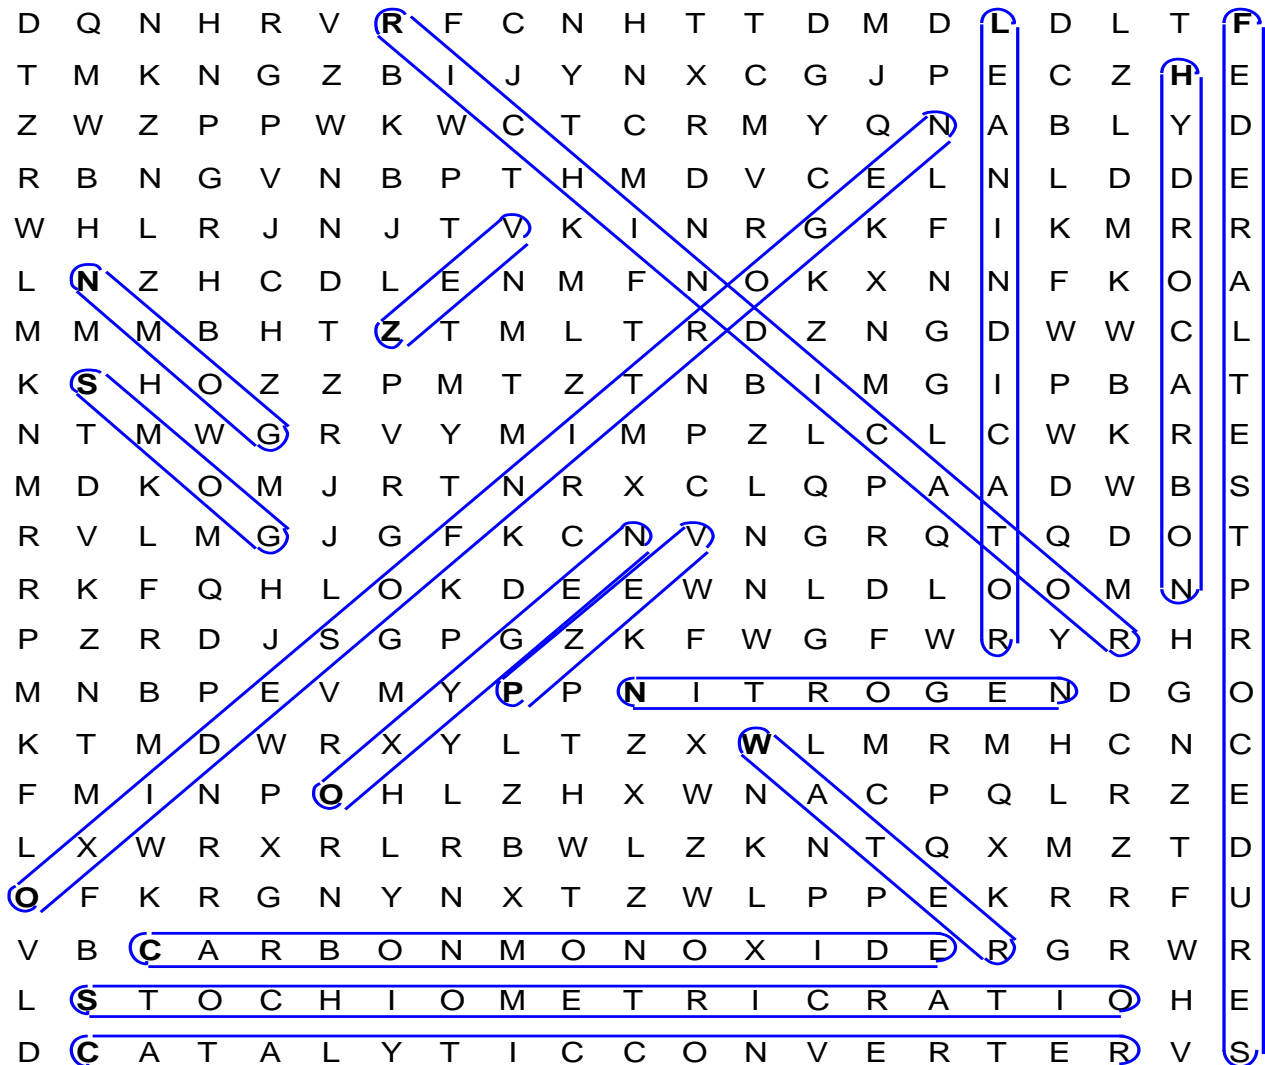 D Q N H R V R F C N H T T D M D L D L T F
T M K N G Z B I J Y N X C G J P E C Z H E
Z W Z P P W K W C T C R M Y Q N A B L Y D
R B N G V N B P T H M D V C E L N L D D E
W H L R J N J T V K I N R G K F I K M R R
L N Z H C D L E N M F N O K X N N F K O A
M M M B H T Z T M L T R D Z N G D W W C L
K S H O Z Z P M T Z T N B I M G I P B A T
N T M W G R V Y M I M P Z L C L C W K R E
M D K O M J R T N R X C L Q P A A D W B S
R V L M G J G F K C N V N G R Q T Q D O T
R K F Q H L O K D E E W N L D L O O M N P
P Z R D J S G P G Z K F W G F W R Y R H R
M N B P E V M Y P P N I T R O G E N D G O
K T M D W R X Y L T Z X W L M R M H C N C
F M I N P O H L Z H X W N A C P Q L R Z E
L X W R X R L R B W L Z K N T Q X M Z T D
O F K R G N Y N X T Z W L P P E K R R F U
V B C A R B O N M O N O X I D E R G R W R
L S T O C H I O M E T R I C R A T I O H E
D C A T A L Y T I C C O N V E R T E R V S